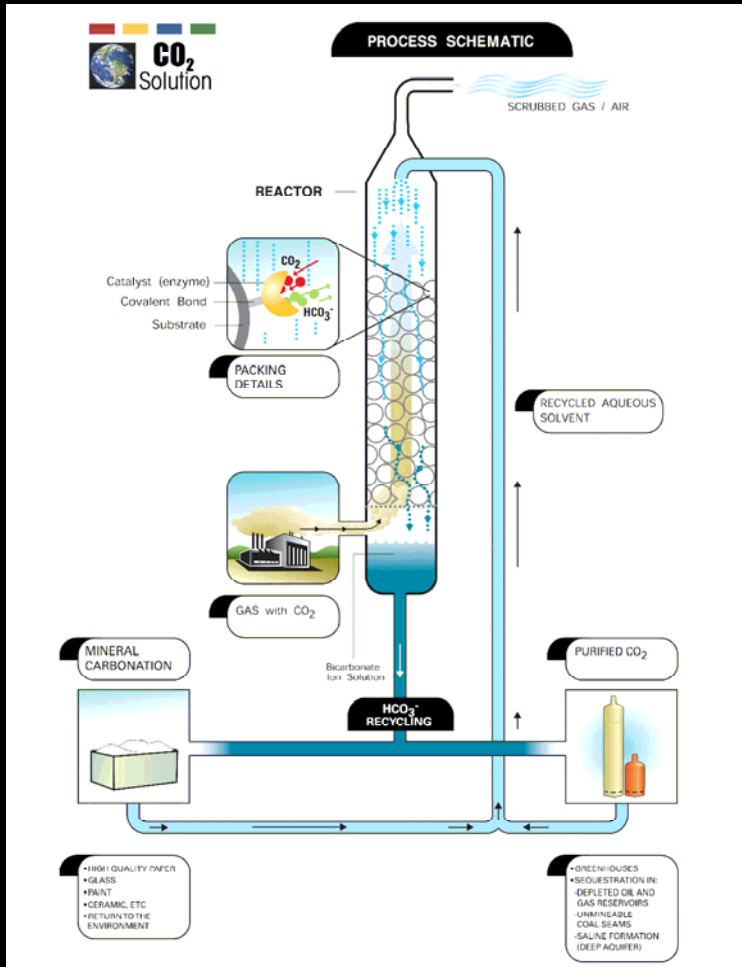 CO₂
Solution
PROCESS SCHEMATIC
SCRUBBED GAS / AIR
REACTOR
CO₂
HCO₃⁻
Catalyst (enzyme)
Covalent Bond
Substrate
PACKING
DETAILS
RECYCLED AQUEOUS
SOLVENT
GAS with CO₂
Bicarbonate
Ion Solution
MINERAL
CARBONATION
PURIFIED CO₂
HCO₃⁻
RECYCLING
•HIGH QUALITY PAPER
•GLASS
•PAINT
•CERAMIC, ETC
•RETURN TO THE
ENVIRONMENT
•GREENHOUSES
•SEQUESTRATION IN:
-DEPLETED OIL AND
GAS RESERVOIRS
-UNMINEABLE
COAL SEAMS
-SALINE FORMATION
(DEEP AQUIFER)